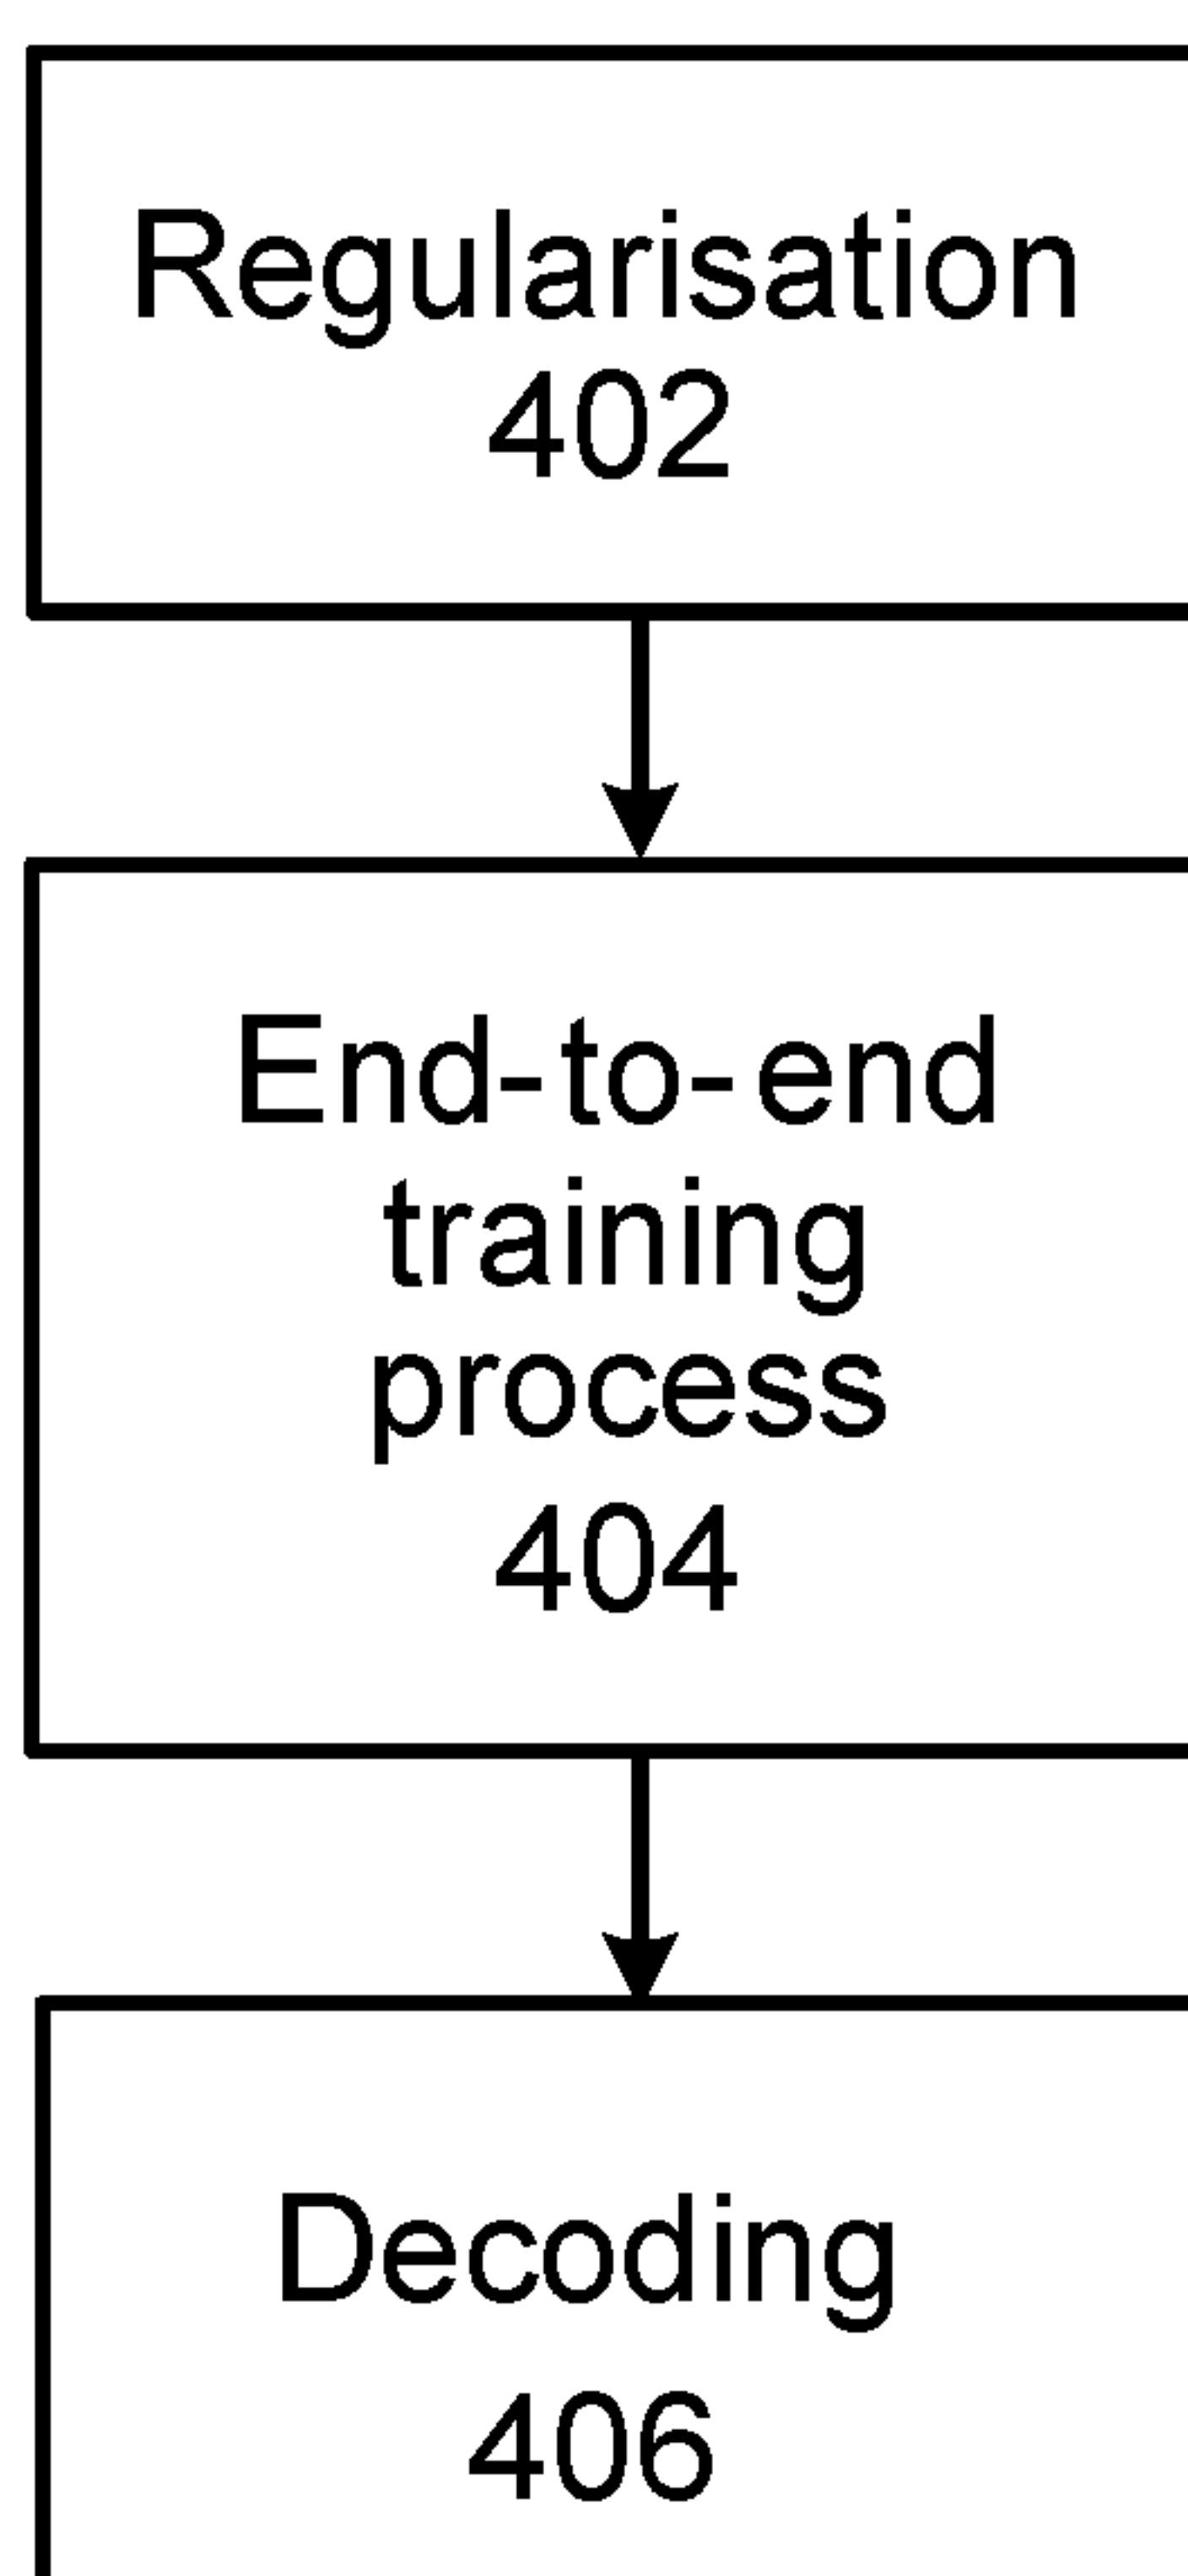 Regularisation
402
End-to-end
training
process
404
Decoding
406